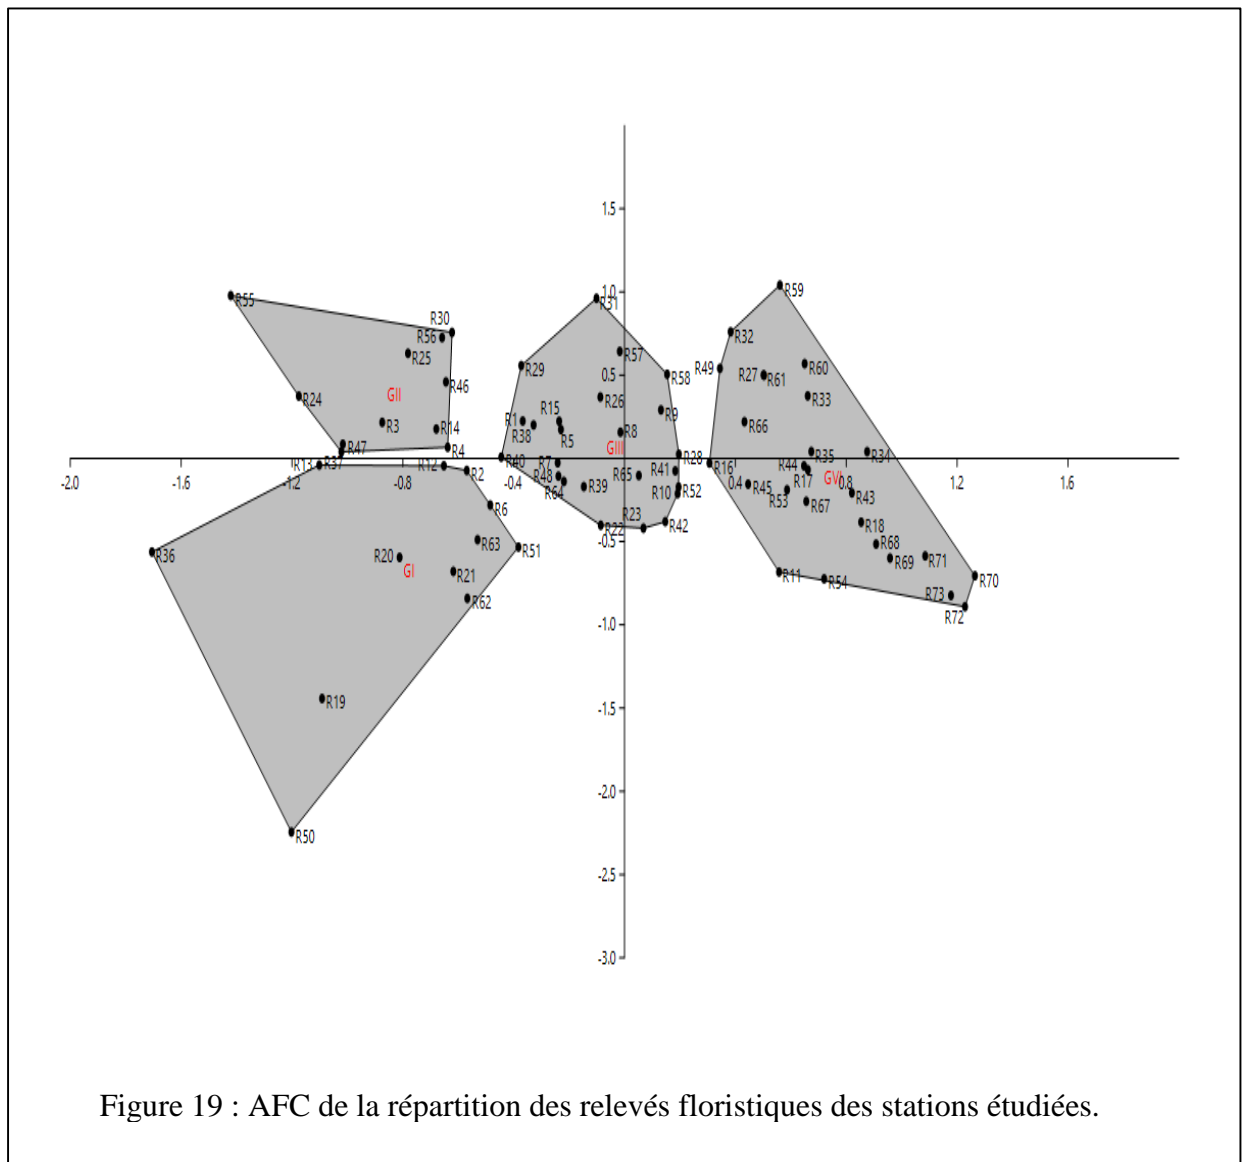 1.5
1.0
R59
R55
R31
R30
R32
R56
R57
R25
R60
R29
R49
0.5
R58
R27
R61
R46
GII
R24
R26
R33
R9
R1
R15
R3
R66
R38
R14
R8
R5
R47
R4
GIII
R28
R35
R34
R37
R13
R12
R40
R7
R16
R44
R2
R41
R48
R65
R17
GVI
-2.0
-1.6
-1.2
-0.8
-0.4
0.4
0.8
1.2
1.6
R64
R39
R10
R52
R45
R53
R43
R6
R67
R23
R22
R42
R18
-0.5
R63
R51
R68
R36
R20
R69
R71
GI
R21
R11
R54
R70
R62
R73
R72
-1.0
R19
-1.5
-2.0
R50
-2.5
-3.0
Figure 19 : AFC de la répartition des relevés floristiques des stations étudiées.